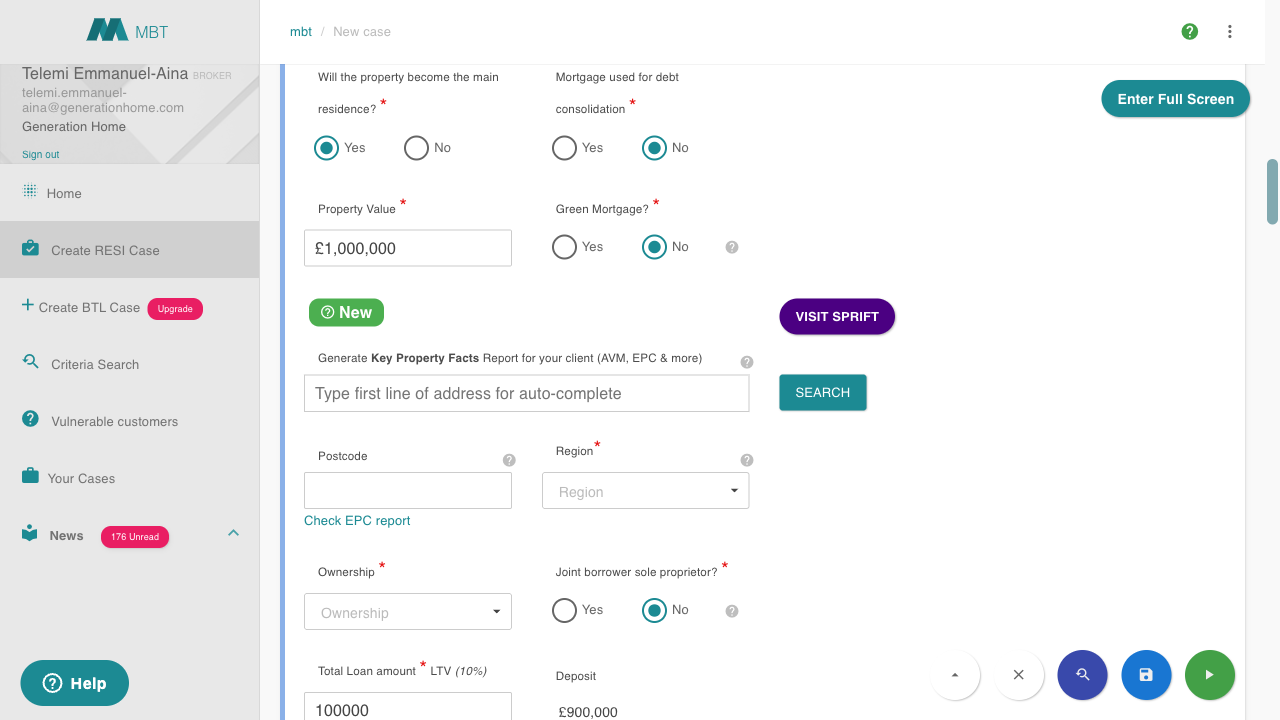 MBT
mbt / New case
Telemi Emmanuel-Aina BROKER
telemi.emmanuel-
aina@generationhome.com
Generation Home
Sign out
Home
Create RESI Case
Create BTL Case Upgrade
Criteria Search
Vulnerable customers
Your Cases
News 176 Unread
Help
Enter Full Screen
Will the property become the main
residence? *
Yes No
Mortgage used for debt
consolidation *
Yes No
Property Value *
£1,000,000
Green Mortgage? *
Yes No
New
VISIT SPRIFT
Generate Key Property Facts Report for your client (AVM, EPC & more)
Type first line of address for auto-complete
SEARCH
Postcode
Region *
Region
Check EPC report
Ownership *
Ownership
Joint borrower sole proprietor? *
Yes No
Total Loan amount * LTV (10%)
100000
Deposit
£900,000